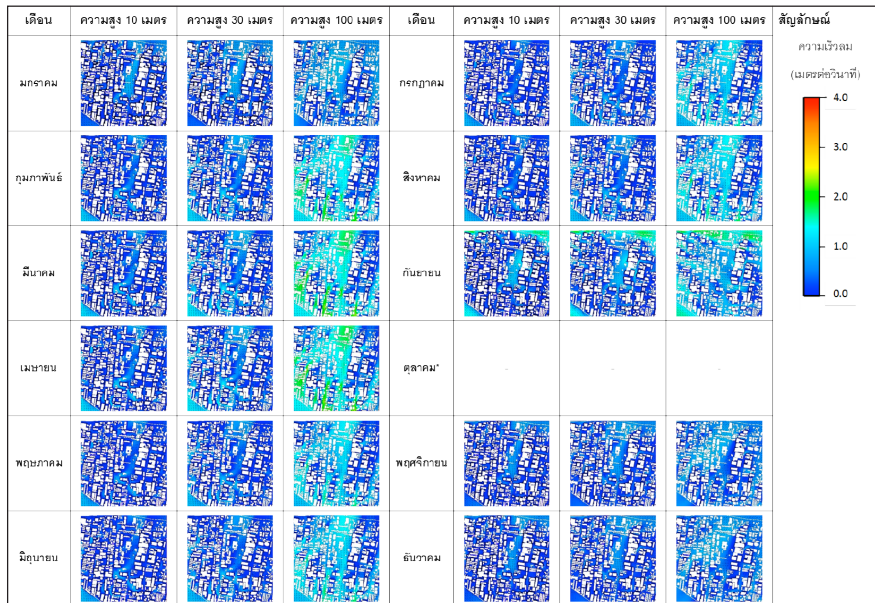 เดือน ความสูง 10 เมตร ความสูง 30 เมตร ความสูง 100 เมตร เดือน ความสูง 10 เมตร ความสูง 30 เมตร ความสูง 100 เมตร สัญลักษณ์
ความเร็วลม
(เมตรต่อวินาที)
มกราคม กรกฎาคม
4.0
3.0
กุมภาพันธ์ สิงหาคม
2.0
1.0
มีนาคม กันยายน
0.0
เมษายน ตุลาคม* - - -
พฤษภาคม พฤศจิกายน
มิถุนายน ธันวาคม